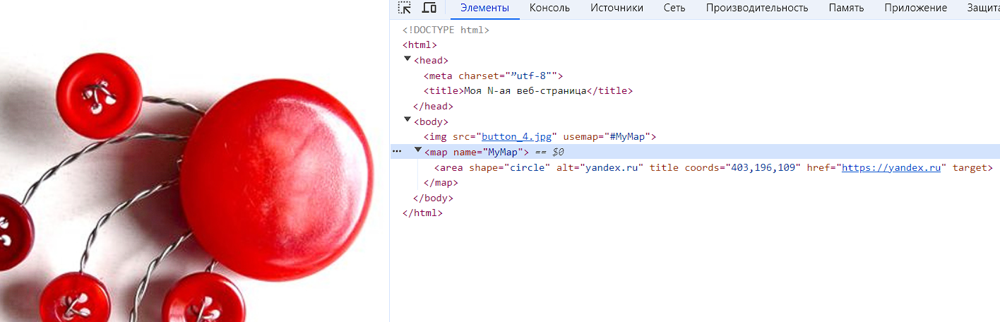 Элементы Консоль Источники Сеть Производительность Память Приложение Защита
<!DOCTYPE html>
<html>
<head>
<meta charset="”utf-8"">
<title>Моя N-ая веб-страница</title>
</head>
<body>
<img src="button_4.jpg" usemap="#MyMap">
<map name="MyMap"> == $0
<area shape="circle" alt="yandex.ru" title coords="403,196,109" href="https://yandex.ru" target>
</map>
</body>
</html>